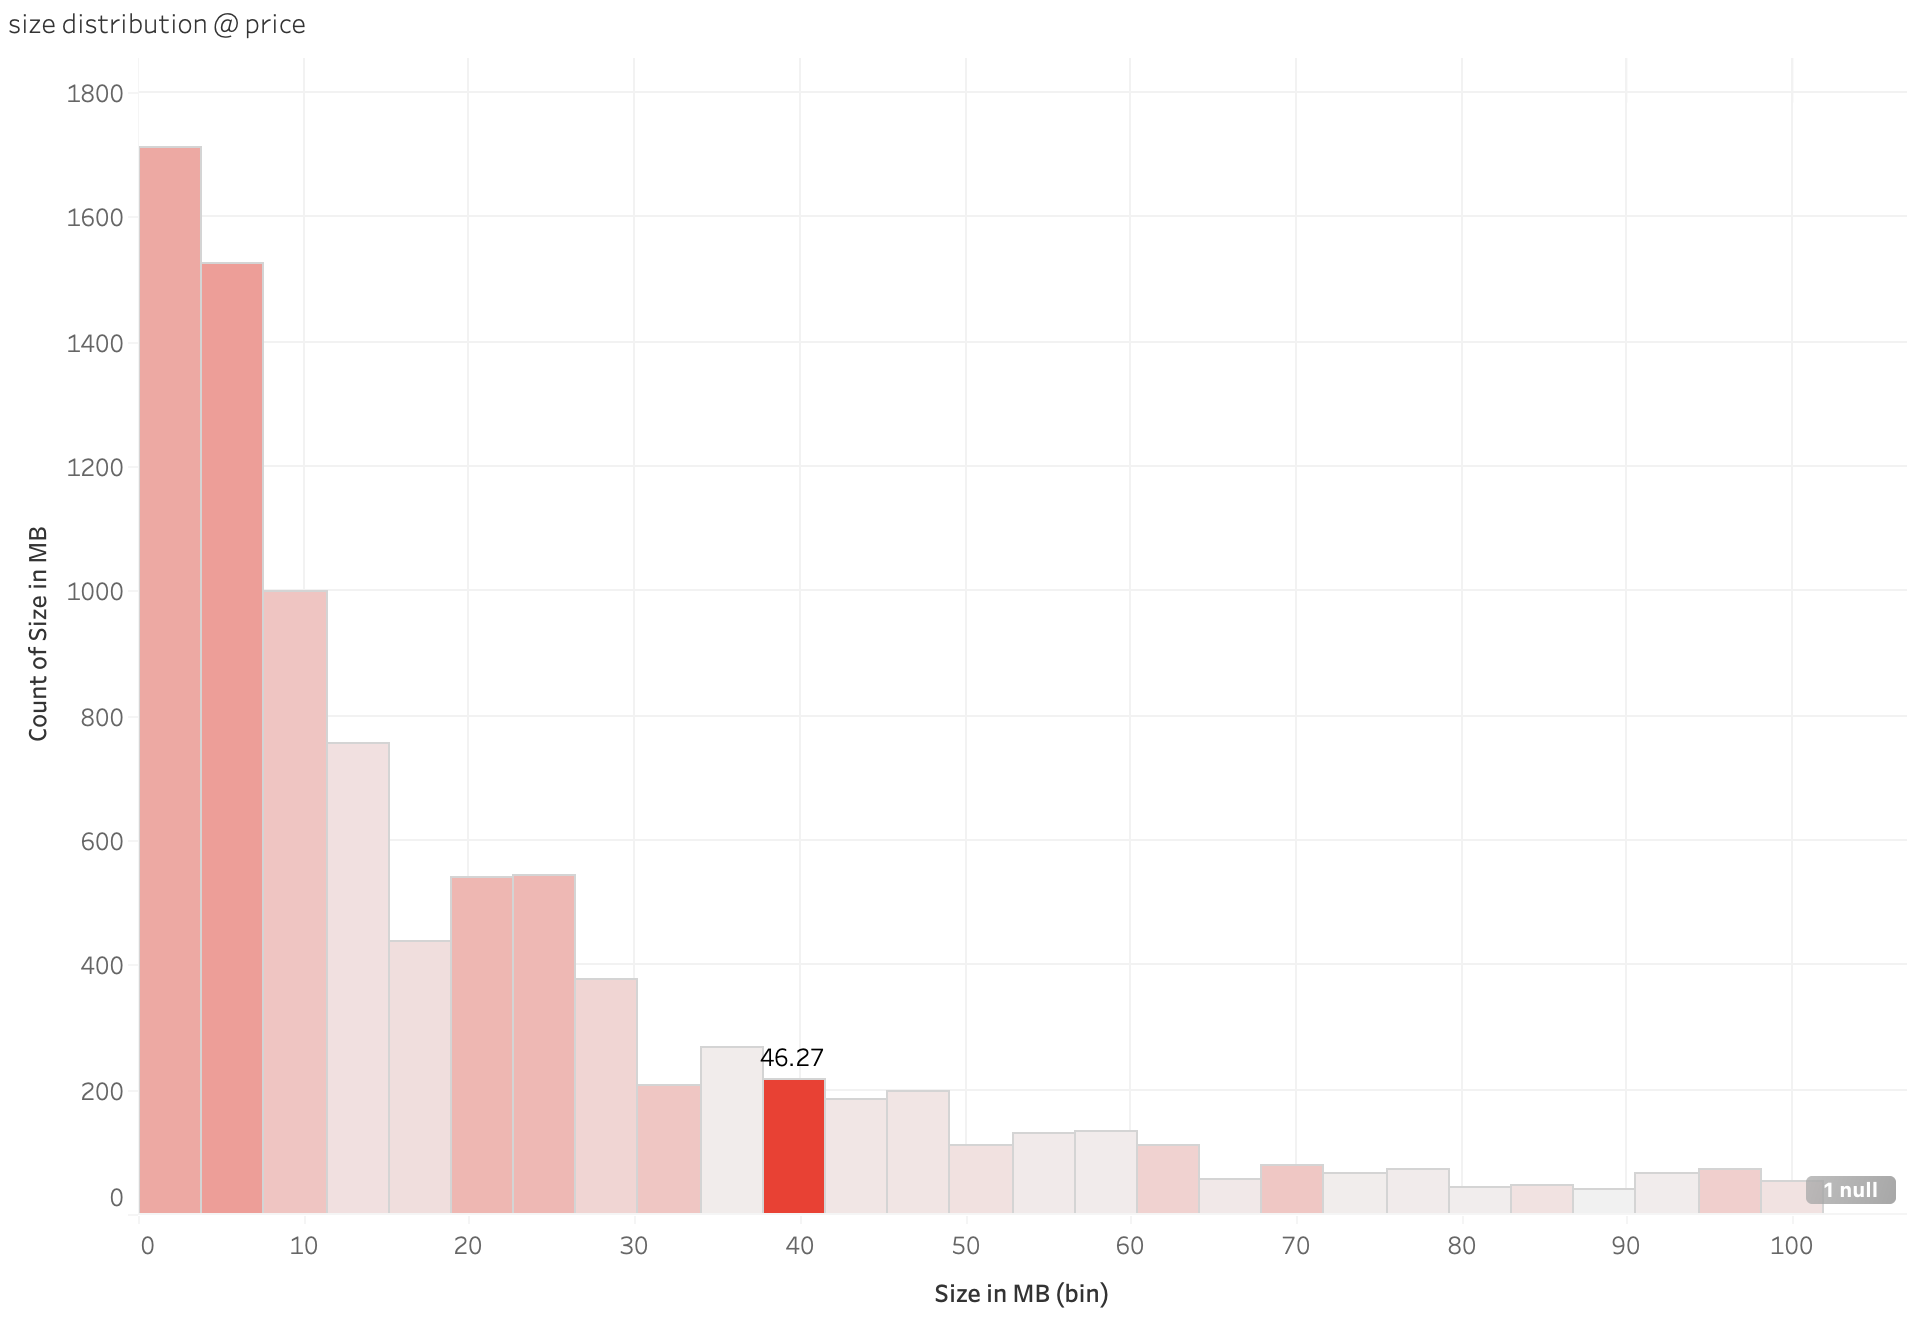 size distribution @ price
1800
1600
1400
1200
1000
800
600
400
200
0
Count of Size in MB
46.27
1 null
0 10 20 30 40 50 60 70 80 90 100
Size in MB (bin)